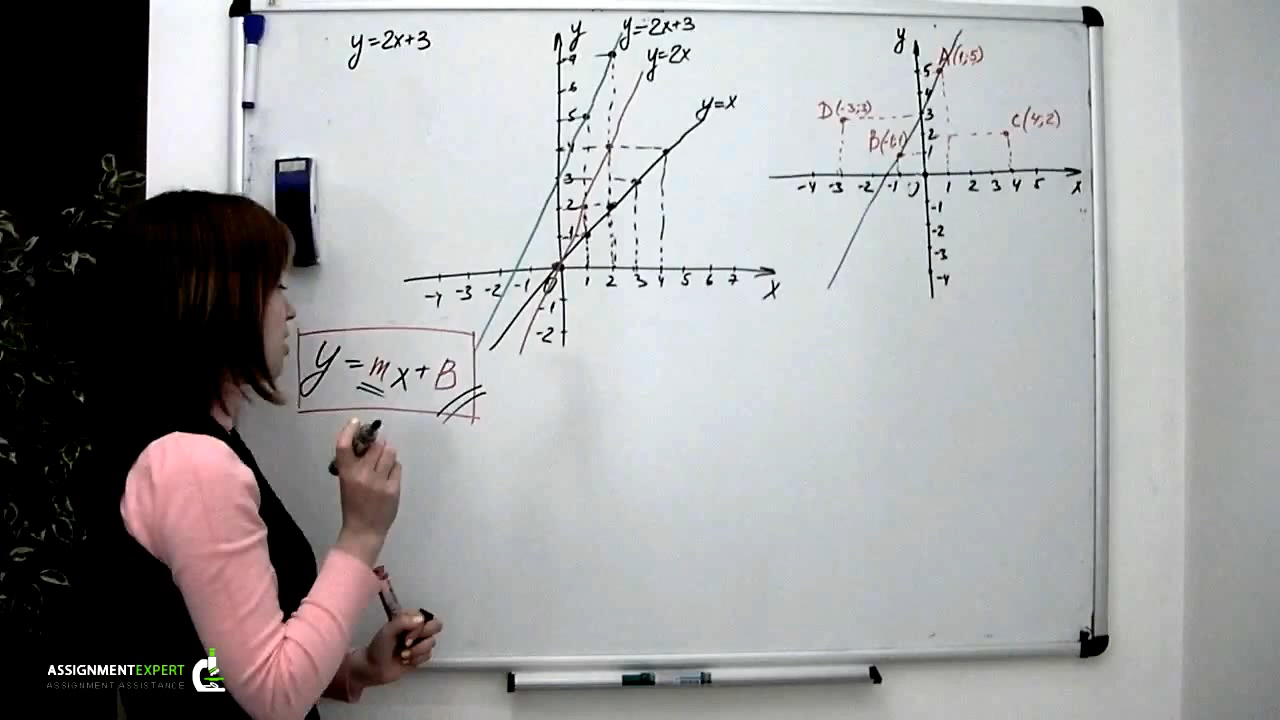 y=2x+3
y
y=2x+3
y=2x
y=x
7
6
5
4
3
2
1
-4 -3 -2 -1 0 1 2 3 4 5 6 7
x
-1
-2
y=mx+B
y
A(1;5)
D(-3;3)
C(4;2)
B(-1;1)
5
4
3
2
1
-4 -3 -2 -1 0 1 2 3 4 5
x
-1
-2
-3
-4
ASSIGNMENTEXPERT
ASSIGNMENT ASSISTANCE